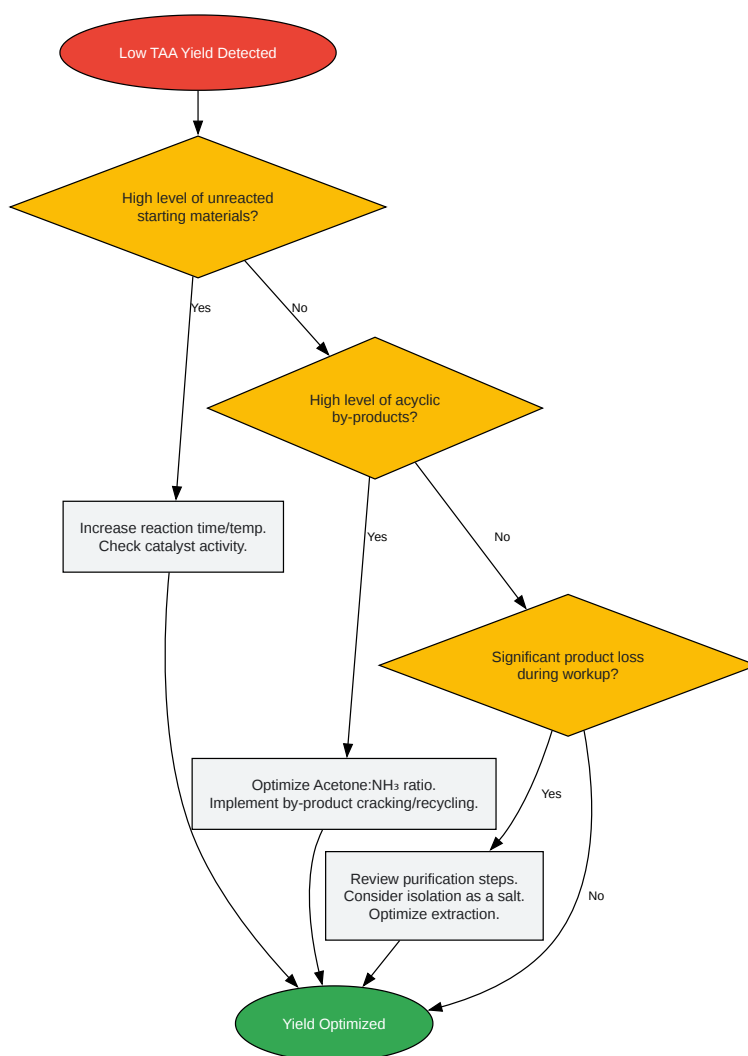 Low TAA Yield Detected
High level of unreacted
starting materials?
Yes
No
High level of acyclic
by-products?
Increase reaction time/temp.
Check catalyst activity.
Yes
No
Significant product loss
during workup?
Optimize Acetone:NH₃ ratio.
Implement by-product cracking/recycling.
Yes
Review purification steps.
Consider isolation as a salt.
Optimize extraction.
No
Yield Optimized